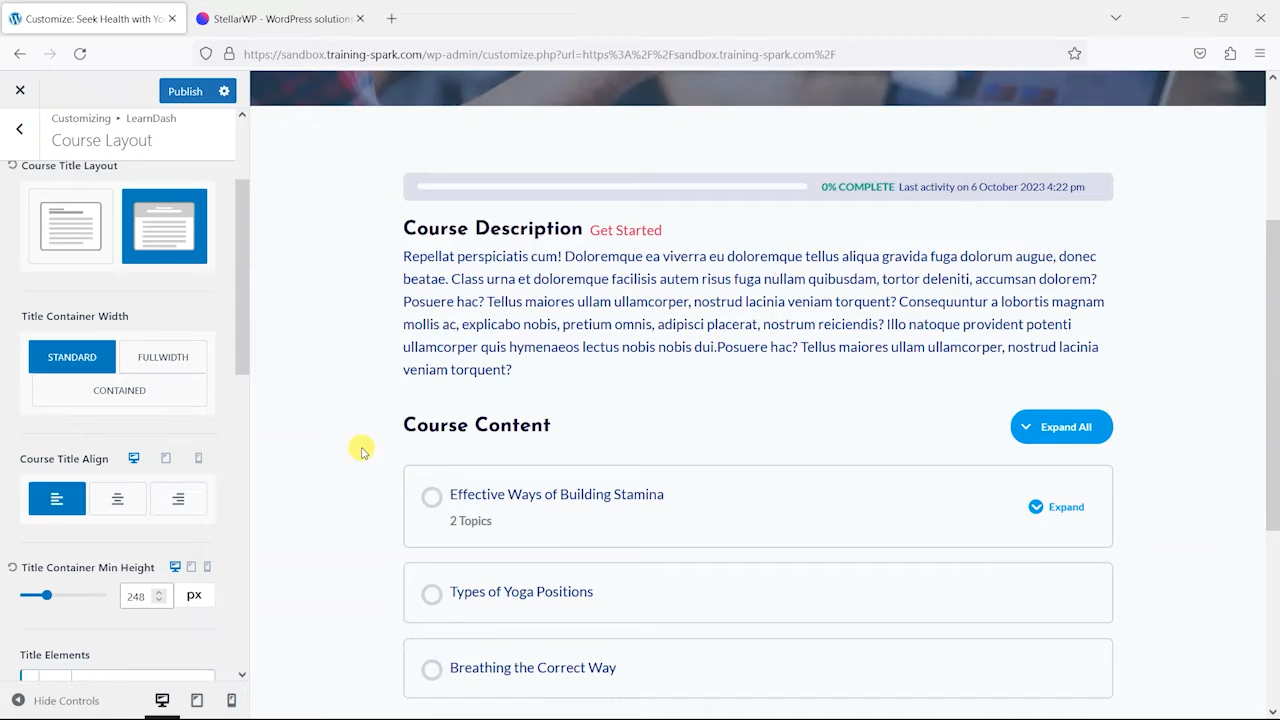 Customize: Seek Health with Yo
StellarWP - WordPress solutions
https://sandbox.training-spark.com/wp-admin/customize.php?url=https%3A%2F%2Fsandbox.training-spark.com%2F
Publish
Customizing ▸ LearnDash
Course Layout
Course Title Layout
Title Container Width
STANDARD
FULLWIDTH
CONTAINED
Course Title Align
Title Container Min Height
248
px
Title Elements
Hide Controls
0% COMPLETE Last activity on 6 October 2023 4:22 pm
Course Description Get Started
Repellat perspiciatis cum! Doloremque ea viverra eu doloremque tellus aliqua gravida fuga dolorum augue, donec
beatae. Class urna et doloremque facilisis autem risus fuga nullam quibusdam, tortor deleniti, accumsan dolorem?
Posuere hac? Tellus maiores ullam ullamcorper, nostrud lacinia veniam torquent? Consequuntur a lobortis magnam
mollis ac, explicabo nobis, pretium omnis, adipisci placerat, nostrum reiciendis? Illo natoque provident potenti
ullamcorper quis hymenaeos lectus nobis nobis dui.Posuere hac? Tellus maiores ullam ullamcorper, nostrud lacinia
veniam torquent?
Course Content
Expand All
Effective Ways of Building Stamina
2 Topics
Expand
Types of Yoga Positions
Breathing the Correct Way